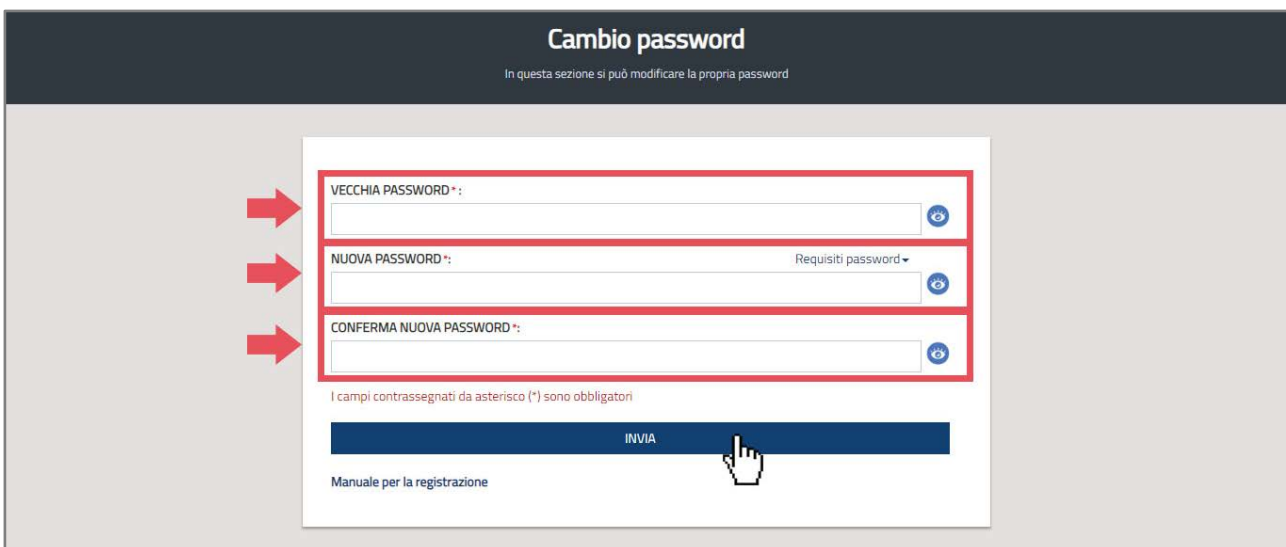 Cambio password
In questa sezione si può modificare la propria password
VECCHIA PASSWORD*:
NUOVA PASSWORD*: Requisiti password
CONFERMA NUOVA PASSWORD*:
I campi contrassegnati da asterisco (*) sono obbligatori
INVIA
Manuale per la registrazione